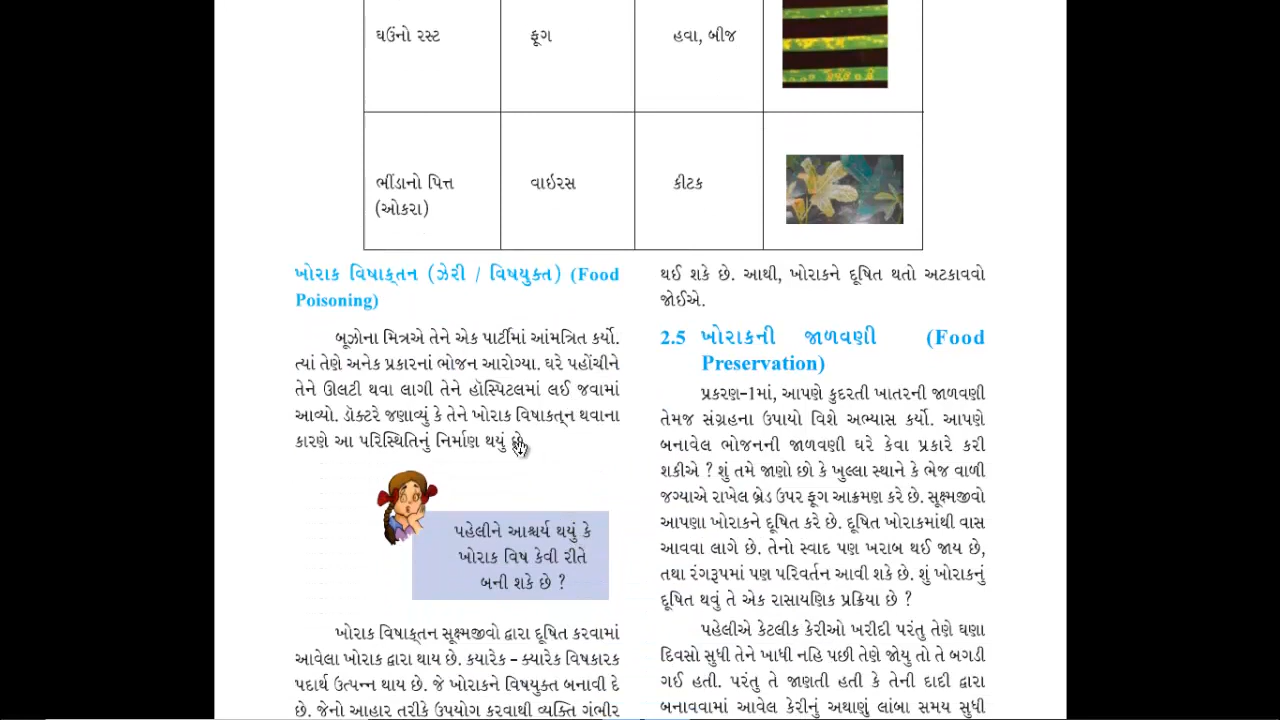 ઘઉંનો રસ્ટ
ફૂગ
હવા, બીજ
ભીંડાનો પિત્ત
(ઓકરા)
વાઇરસ
કીટક
ખોરાક વિષાક્તન (ઝેરી / વિષયુક્ત) (Food
Poisoning)
બૂઝોના મિત્રએ તેને એક પાર્ટીમાં આંમત્રિત કર્યો.
ત્યાં તેણે અનેક પ્રકારનાં ભોજન આરોગ્યા. ઘરે પહોંચીને
તેને ઊલટી થવા લાગી તેને હૉસ્પિટલમાં લઈ જવામાં
આવ્યો. ડૉક્ટરે જણાવ્યું કે તેને ખોરાક વિષાકત્ન થવાના
કારણે આ પરિસ્થિતિનું નિર્માણ થયું છે.
પહેલીને આશ્ચર્ય થયું કે
ખોરાક વિષ કેવી રીતે
બની શકે છે ?
ખોરાક વિષાક્તન સૂક્ષ્મજીવો દ્વારા દૂષિત કરવામાં
આવેલા ખોરાક દ્વારા થાય છે. કયારેક – ક્યારેક વિષકારક
પદાર્થ ઉત્પન્ન થાય છે. જે ખોરાકને વિષયુક્ત બનાવી દે
છે. જેનો આહાર તરીકે ઉપયોગ કરવાથી વ્યક્તિ ગંભીર
થઈ શકે છે. આથી, ખોરાકને દૂષિત થતો અટકાવવો
જોઈએ.
2.5 ખોરાકની જાળવણી (Food
Preservation)
પ્રકરણ-1માં, આપણે કુદરતી ખાતરની જાળવણી
તેમજ સંગ્રહના ઉપાયો વિશે અભ્યાસ કર્યો. આપણે
બનાવેલ ભોજનની જાળવણી ઘરે કેવા પ્રકારે કરી
શકીએ ? શું તમે જાણો છો કે ખુલ્લા સ્થાને કે ભેજ વાળી
જગ્યાએ રાખેલ બ્રેડ ઉપર ફૂગ આક્રમણ કરે છે. સૂક્ષ્મજીવો
આપણા ખોરાકને દૂષિત કરે છે. દૂષિત ખોરાકમાંથી વાસ
આવવા લાગે છે. તેનો સ્વાદ પણ ખરાબ થઈ જાય છે,
તથા રંગરૂપમાં પણ પરિવર્તન આવી શકે છે. શું ખોરાકનું
દૂષિત થવું તે એક રાસાયણિક પ્રક્રિયા છે ?
પહેલીએ કેટલીક કેરીઓ ખરીદી પરંતુ તેણે ઘણા
દિવસો સુધી તેને ખાધી નહિ પછી તેણે જોયુ તો તે બગડી
ગઈ હતી. પરંતુ તે જાણતી હતી કે તેની દાદી દ્વારા
બનાવવામાં આવેલ કેરીનું અથાણું લાંબા સમય સુધી